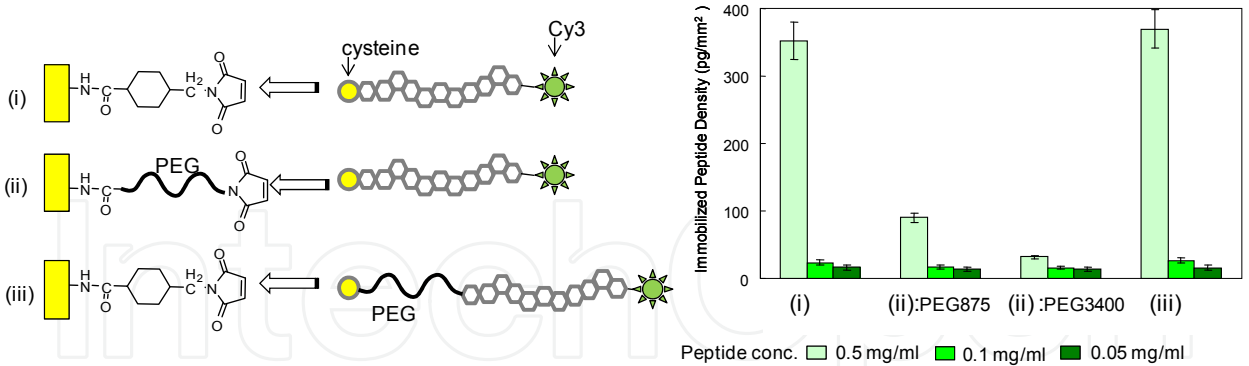 Cy3
cysteine
(i)
H
N
C
O
H2
C
N
O
O
(ii)
H
N
C
O
PEG
N
O
O
(iii)
H
N
C
O
H2
C
N
O
O
PEG
Immobilized Peptide Density (pg/mm²)
400
300
200
100
0
(i) (ii):PEG875 (ii) :PEG3400 (iii)
Peptide conc. 0.5 mg/ml 0.1 mg/ml 0.05 mg/ml